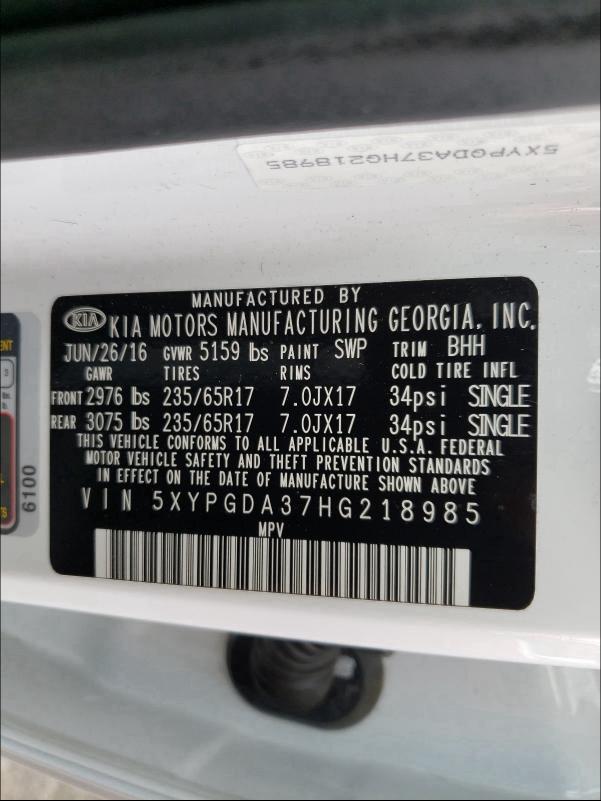 5XYPGDA37HG218985
MANUFACTURED BY
KIA KIA MOTORS MANUFACTURING GEORGIA, INC.
JUN/26/16 GVWR 5159 lbs PAINT SWP TRIM BHH
GAWR TIRES RIMS COLD TIRE INFL
FRONT 2976 lbs 235/65R17 7.0JX17 34psi SINGLE
REAR 3075 lbs 235/65R17 7.0JX17 34psi SINGLE
THIS VEHICLE CONFORMS TO ALL APPLICABLE U.S.A. FEDERAL
MOTOR VEHICLE SAFETY AND THEFT PREVENTION STANDARDS
IN EFFECT ON THE DATE OF MANUFACTURE SHOWN ABOVE
VIN 5XYPGDA37HG218985
MPV
6100